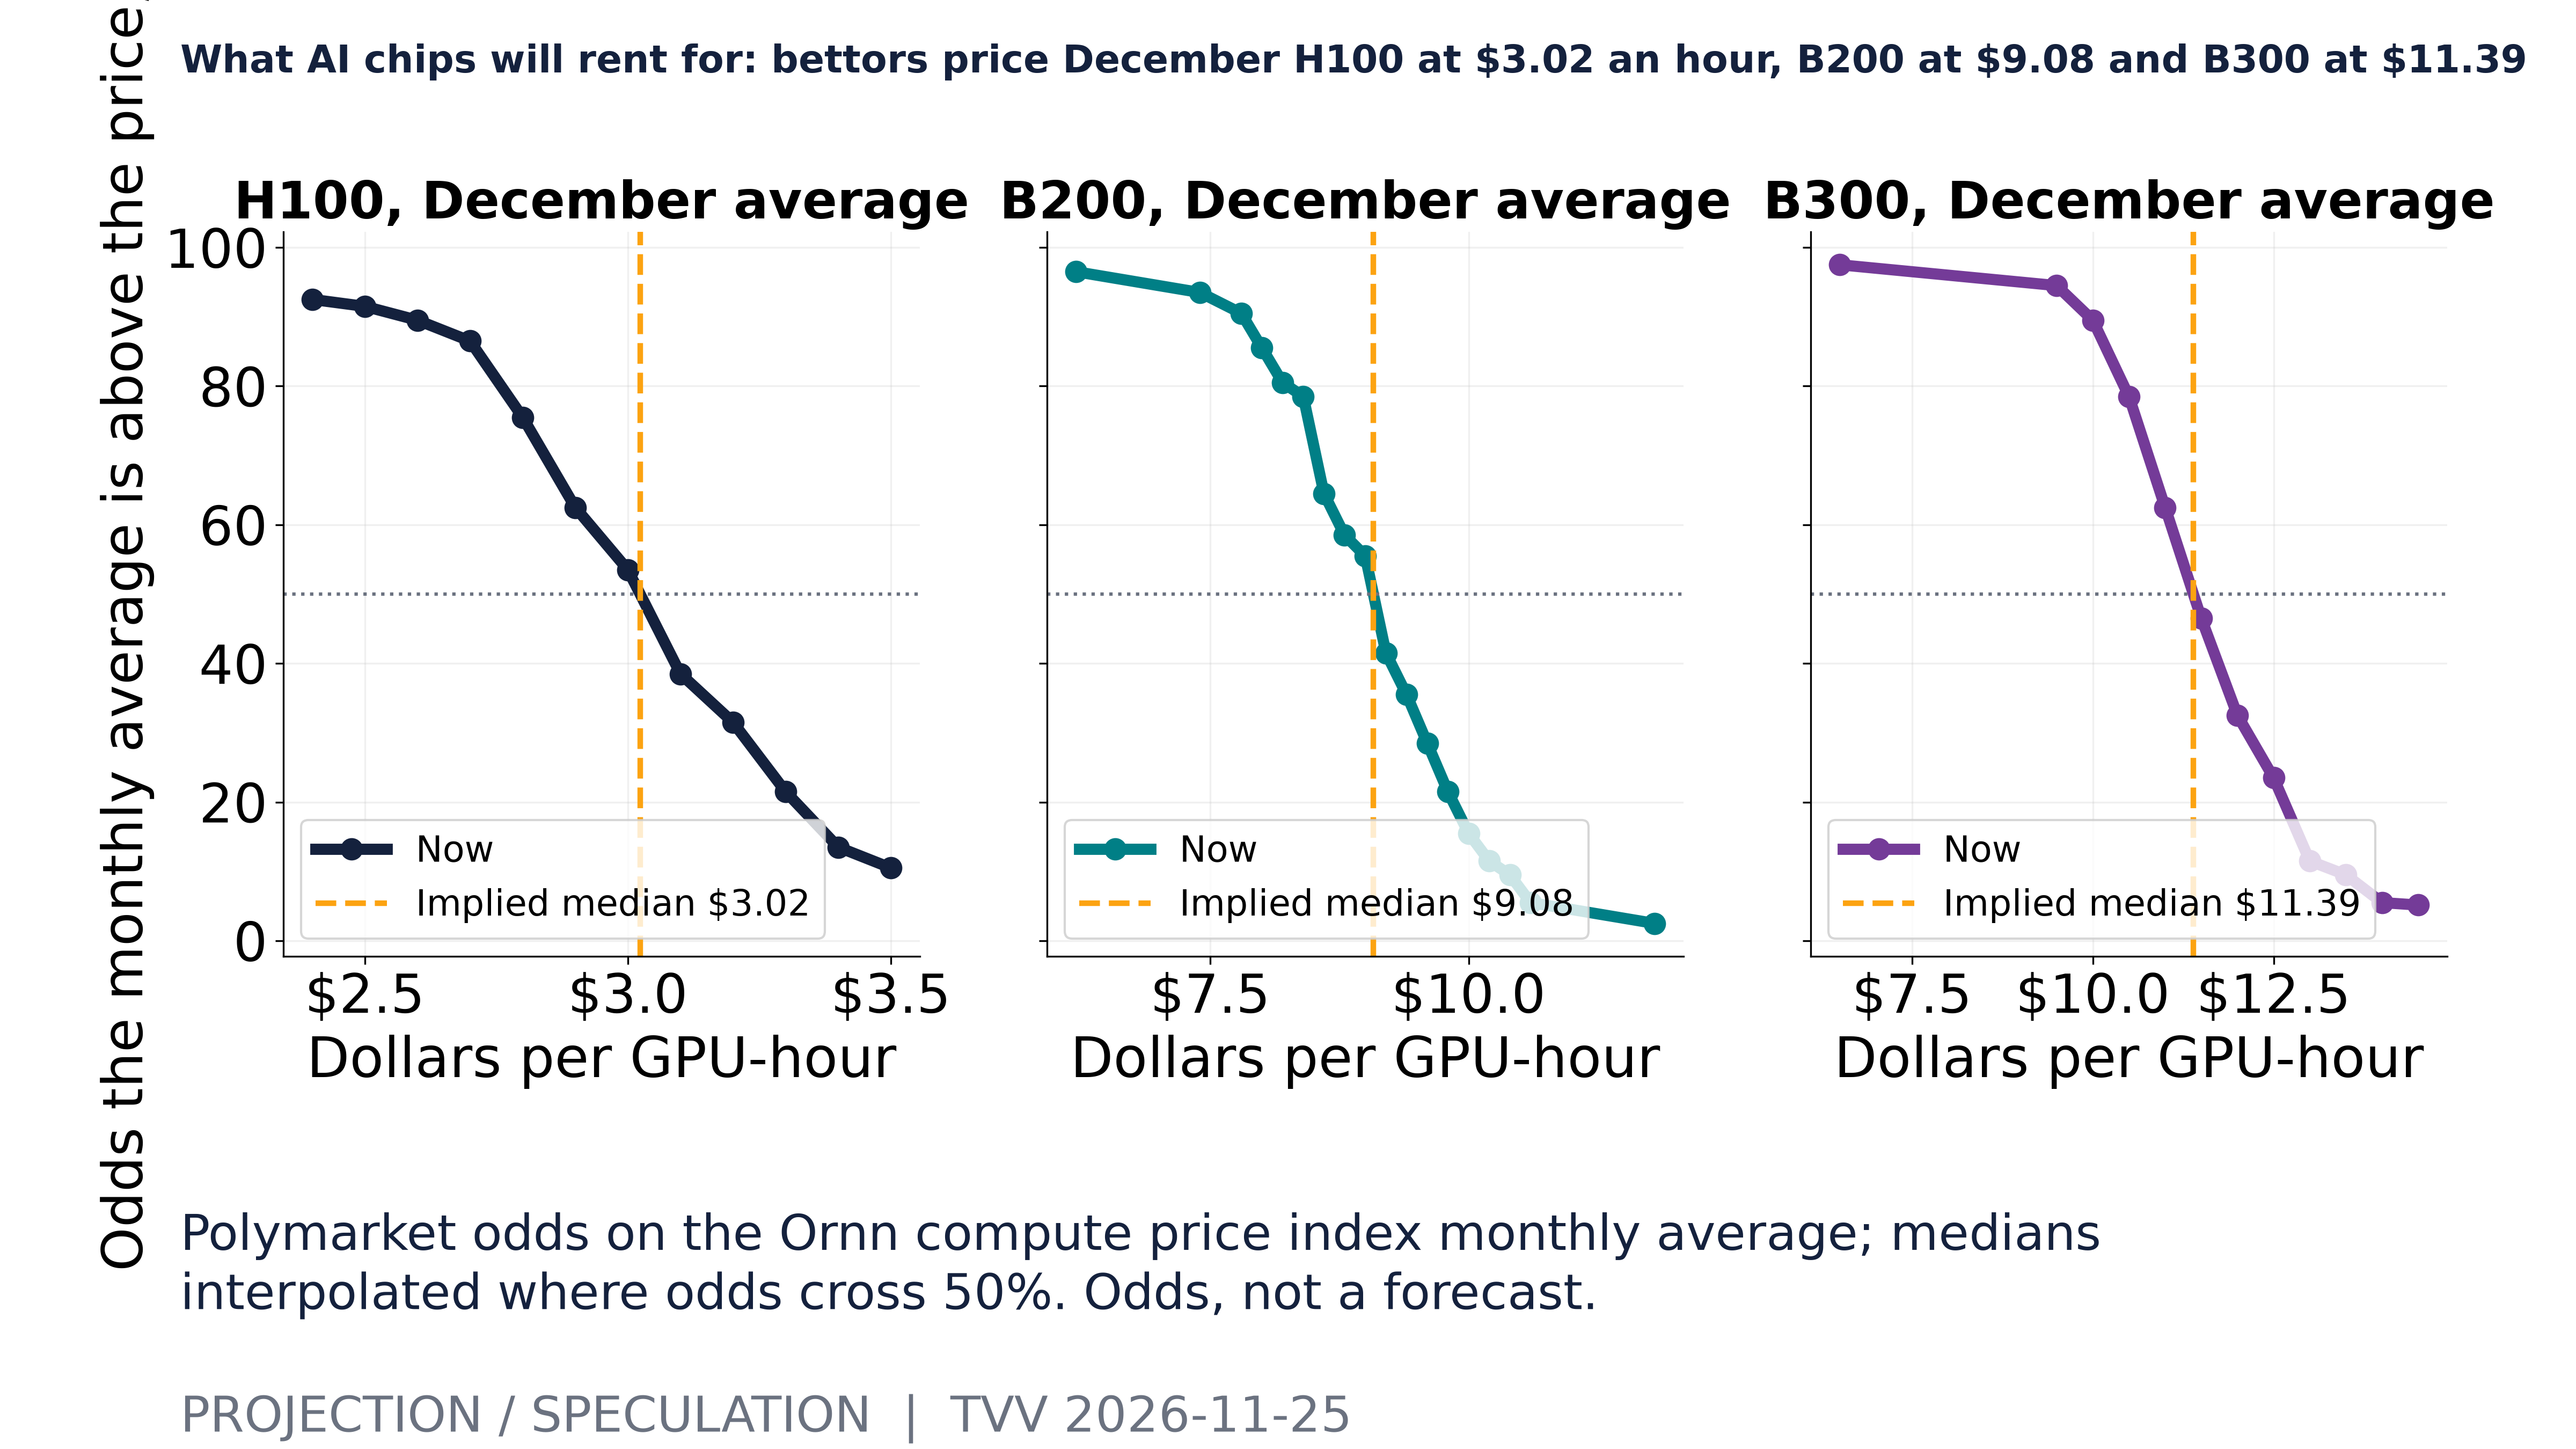 What AI chips will rent for: bettors price December H100 at $3.02 an hour, B200 at $9.08 and B300 at $11.39
Odds the monthly average is above the price,
H100, December average
100
80
60
40
20
0
Now
Implied median $3.02
$2.5 $3.0 $3.5
Dollars per GPU-hour
B200, December average
Now
Implied median $9.08
$7.5 $10.0
Dollars per GPU-hour
B300, December average
Now
Implied median $11.39
$7.5 $10.0 $12.5
Dollars per GPU-hour
Polymarket odds on the Ornn compute price index monthly average; medians
interpolated where odds cross 50%. Odds, not a forecast.
PROJECTION / SPECULATION | TVV 2026-11-25